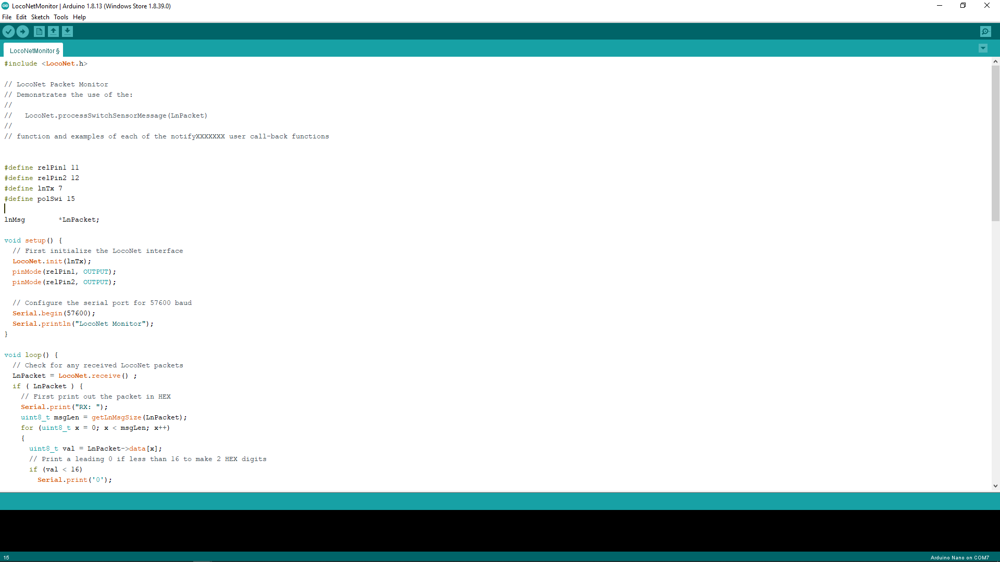 LocoNetMonitor | Arduino 1.8.13 (Windows Store 1.8.39.0)
File Edit Sketch Tools Help
LocoNetMonitor §
#include <LocoNet.h>
// LocoNet Packet Monitor
// Demonstrates the use of the:
//
//   LocoNet.processSwitchSensorMessage(LnPacket)
//
// function and examples of each of the notifyXXXXXXX user call-back functions
#define relPin1 11
#define relPin2 12
#define lnTx 7
#define polSwi 15
lnMsg        *LnPacket;
void setup() {
  // First initialize the LocoNet interface
  LocoNet.init(lnTx);
  pinMode(relPin1, OUTPUT);
  pinMode(relPin2, OUTPUT);
  // Configure the serial port for 57600 baud
  Serial.begin(57600);
  Serial.println("LocoNet Monitor");
}
void loop() {
  // Check for any received LocoNet packets
  LnPacket = LocoNet.receive() ;
  if ( LnPacket ) {
    // First print out the packet in HEX
    Serial.print("RX: ");
    uint8_t msgLen = getLnMsgSize(LnPacket);
    for (uint8_t x = 0; x < msgLen; x++)
    {
      uint8_t val = LnPacket->data[x];
      // Print a leading 0 if less than 16 to make 2 HEX digits
      if (val < 16)
        Serial.print('0');
15
Arduino Nano on COM7